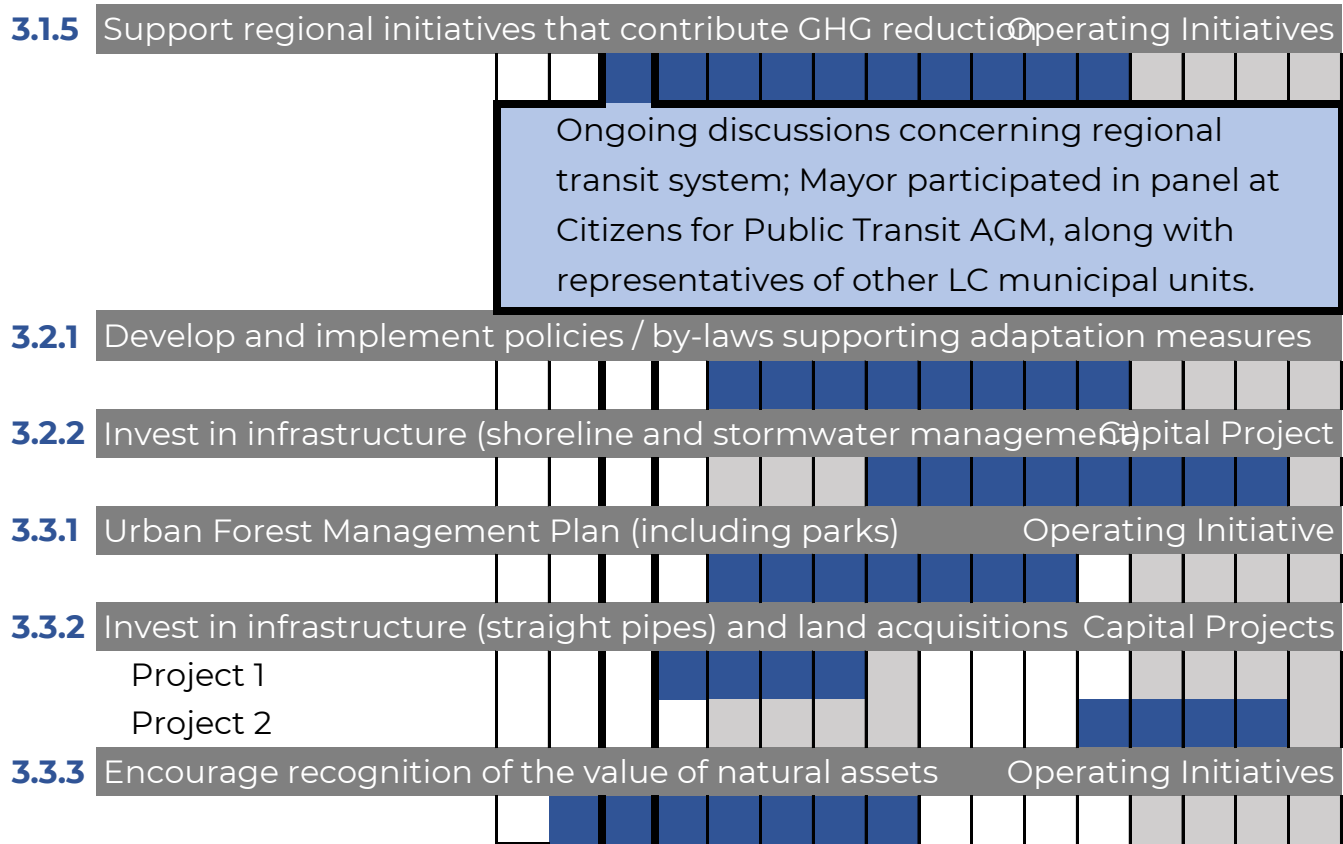 3.1.5 Support regional initiatives that contribute GHG reduction Operating Initiatives
Ongoing discussions concerning regional
transit system; Mayor participated in panel at
Citizens for Public Transit AGM, along with
representatives of other LC municipal units.
3.2.1 Develop and implement policies / by-laws supporting adaptation measures
3.2.2 Invest in infrastructure (shoreline and stormwater management) Capital Project
3.3.1 Urban Forest Management Plan (including parks) Operating Initiative
3.3.2 Invest in infrastructure (straight pipes) and land acquisitions Capital Projects
Project 1
Project 2
3.3.3 Encourage recognition of the value of natural assets Operating Initiatives